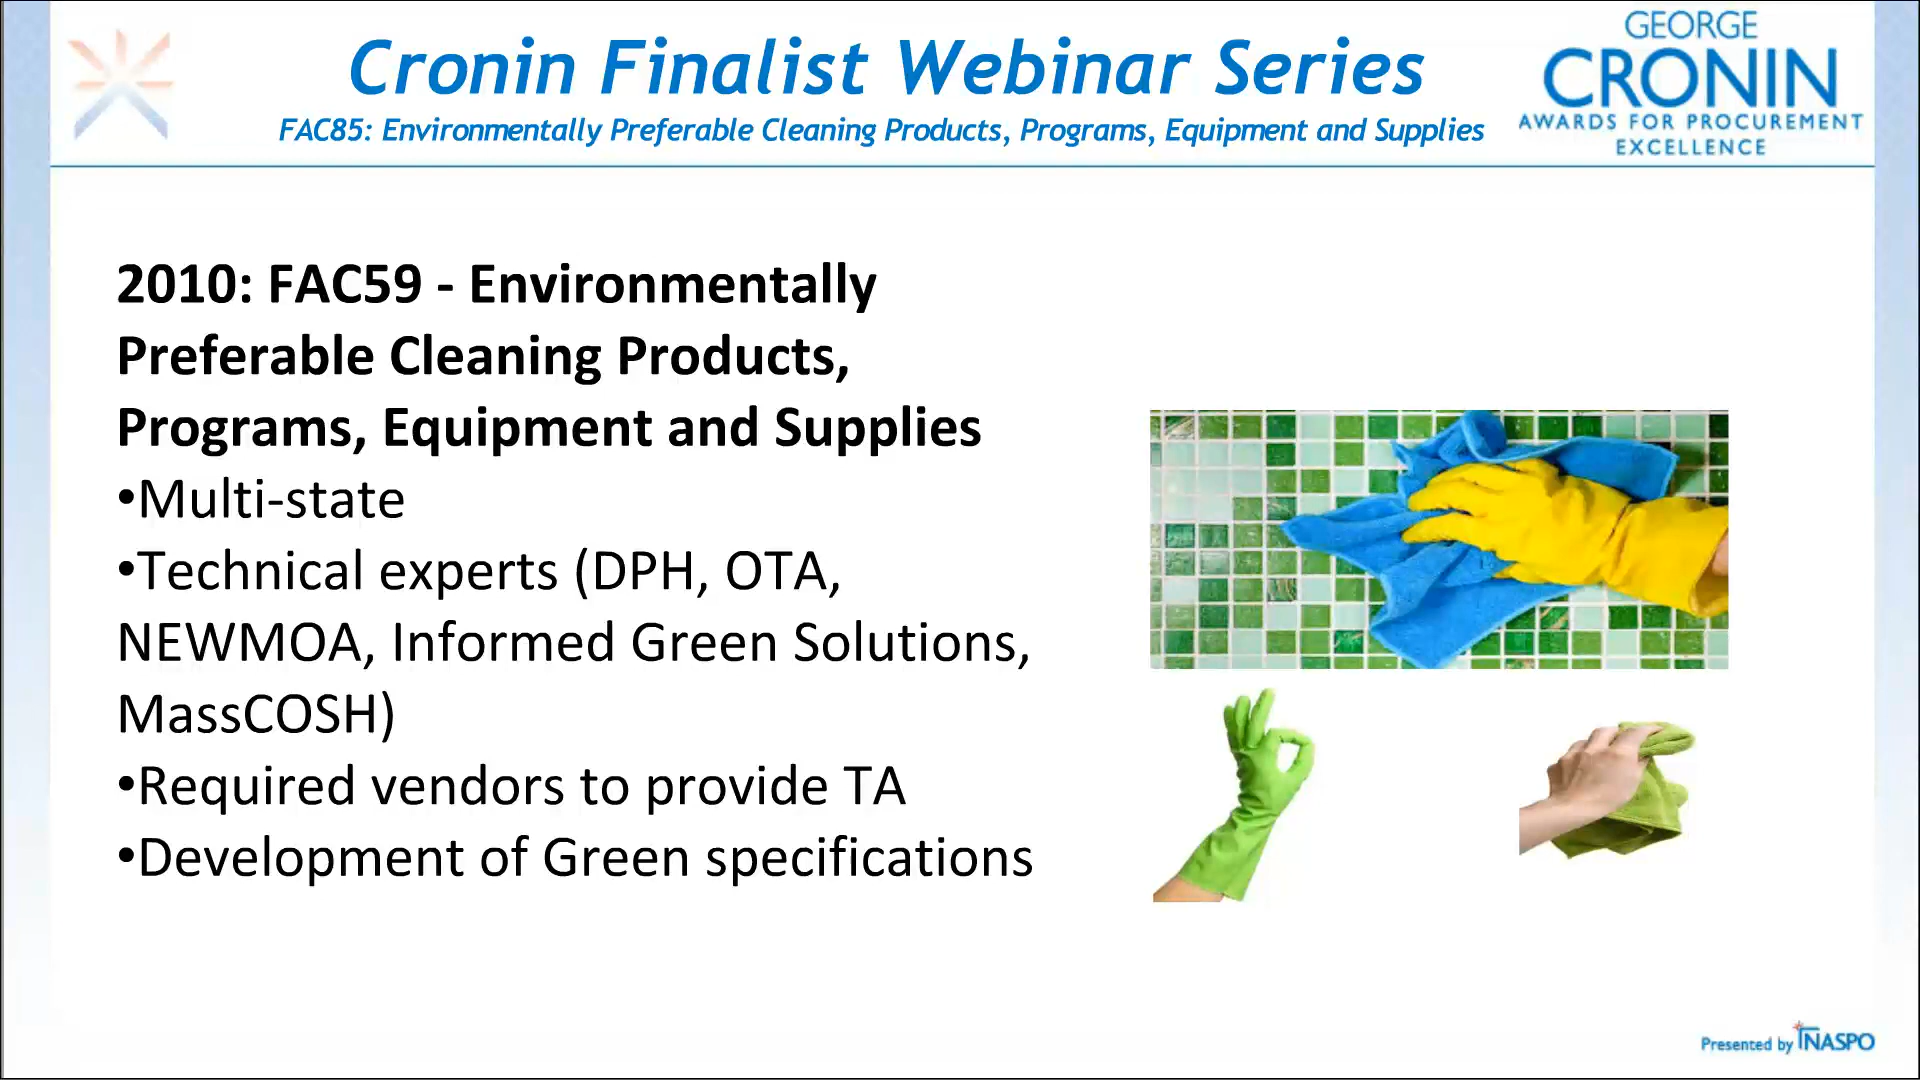 Cronin Finalist Webinar Series
FAC85: Environmentally Preferable Cleaning Products, Programs, Equipment and Supplies
GEORGE
CRONIN
AWARDS FOR PROCUREMENT
EXCELLENCE
2010: FAC59 - Environmentally
Preferable Cleaning Products,
Programs, Equipment and Supplies
•Multi-state
•Technical experts (DPH, OTA,
NEWMOA, Informed Green Solutions,
MassCOSH)
•Required vendors to provide TA
•Development of Green specifications
Presented by NASPO